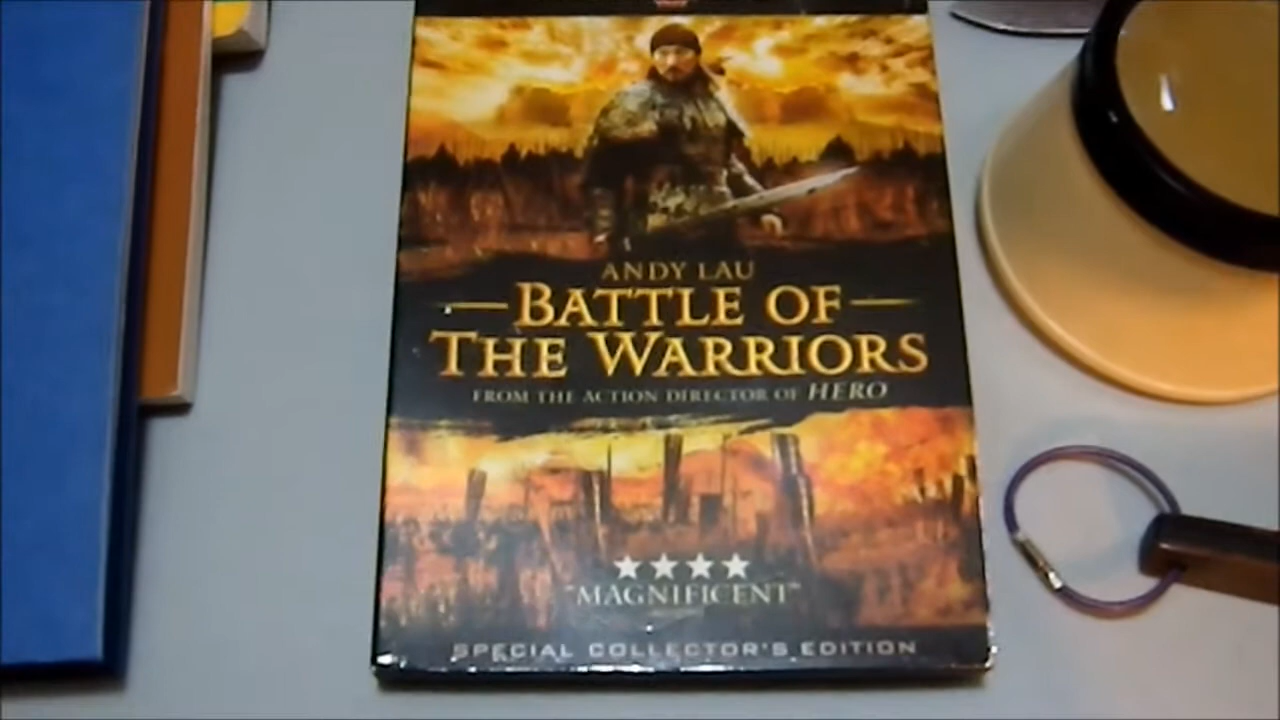 ANDY LAU
BATTLE OF
THE WARRIORS
FROM THE ACTION DIRECTOR OF HERO
"MAGNIFICENT"
SPECIAL COLLECTOR'S EDITION